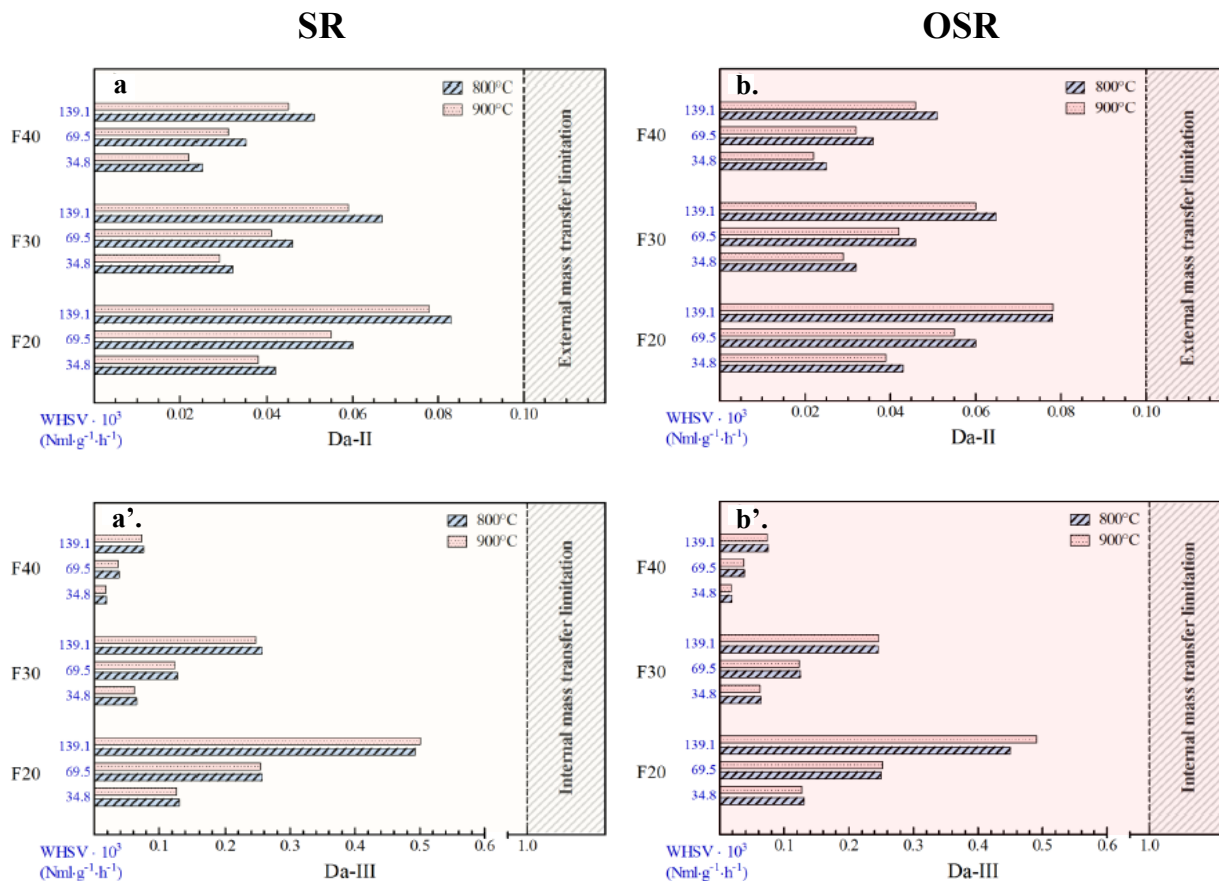 SR
OSR
a
800°C
900°C
F40
139.1
69.5
34.8
F30
139.1
69.5
34.8
F20
139.1
69.5
34.8
External mass transfer limitation
0.02 0.04 0.06 0.08 0.10
WHSV · 10³
(Nml·g⁻¹·h⁻¹)
Da-II
b.
800°C
900°C
F40
139.1
69.5
34.8
F30
139.1
69.5
34.8
F20
139.1
69.5
34.8
External mass transfer limitation
0.02 0.04 0.06 0.08 0.10
WHSV · 10³
(Nml·g⁻¹·h⁻¹)
Da-II
a’.
800°C
900°C
F40
139.1
69.5
34.8
F30
139.1
69.5
34.8
F20
139.1
69.5
34.8
Internal mass transfer limitation
0.1 0.2 0.3 0.4 0.5 0.6 1.0
WHSV · 10³
(Nml·g⁻¹·h⁻¹)
Da-III
b’.
800°C
900°C
F40
139.1
69.5
34.8
F30
139.1
69.5
34.8
F20
139.1
69.5
34.8
Internal mass transfer limitation
0.1 0.2 0.3 0.4 0.5 0.6 1.0
WHSV · 10³
(Nml·g⁻¹·h⁻¹)
Da-III